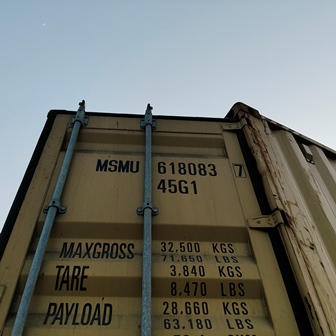 MSMU 618083 7
45G1
MAXGROSS 32.500 KGS
71.650 LBS
TARE 3.840 KGS
8.470 LBS
PAYLOAD 28.660 KGS
63.180 LBS